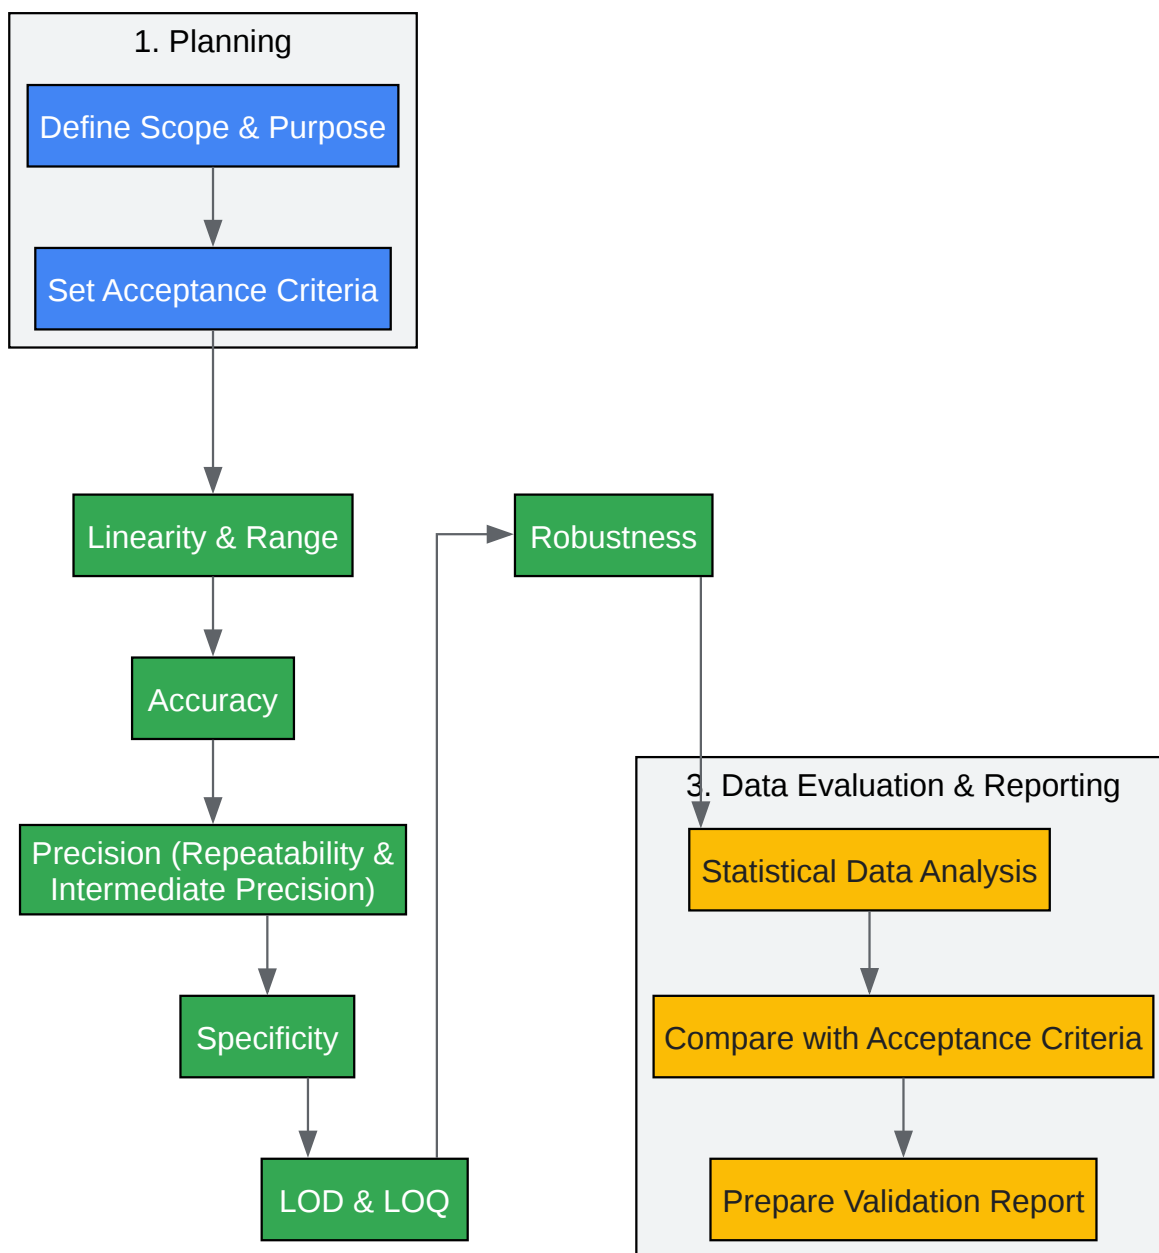 1. Planning
Define Scope & Purpose
Set Acceptance Criteria
Linearity & Range
Accuracy
Precision (Repeatability &
Intermediate Precision)
Specificity
LOD & LOQ
Robustness
3. Data Evaluation & Reporting
Statistical Data Analysis
Compare with Acceptance Criteria
Prepare Validation Report